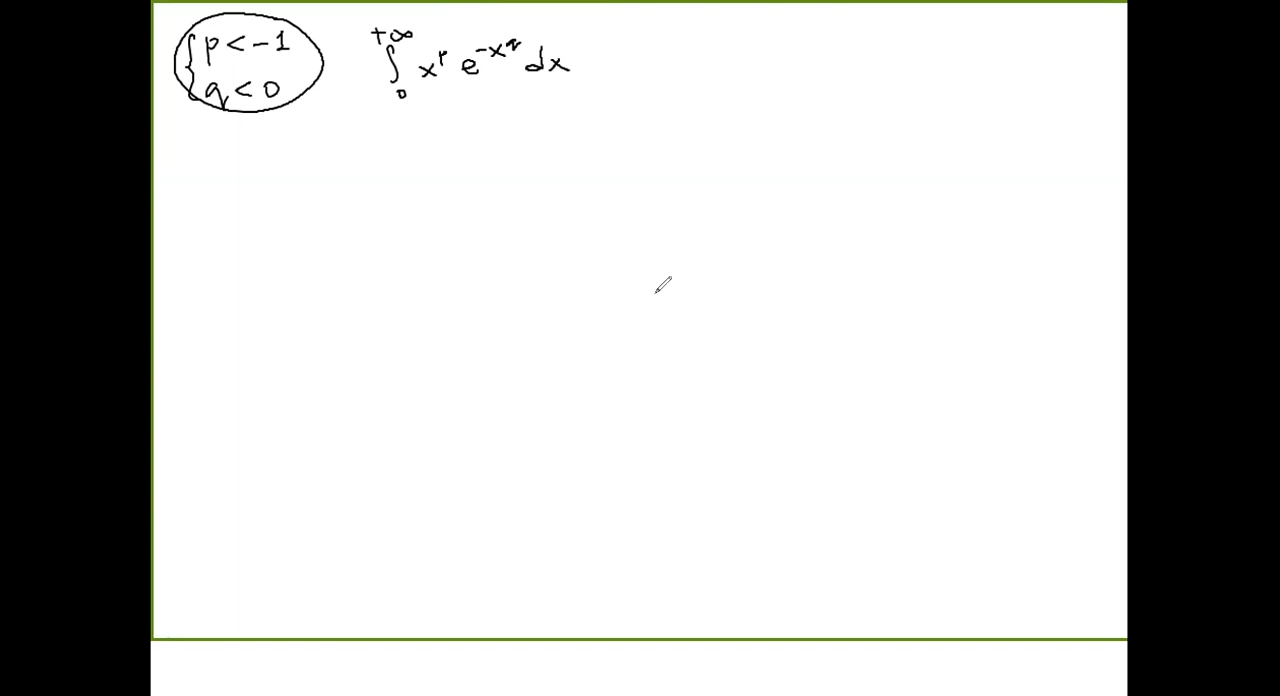 { p < -1
q < 0
∫₀^{+∞} x^p e^{-x^q} dx